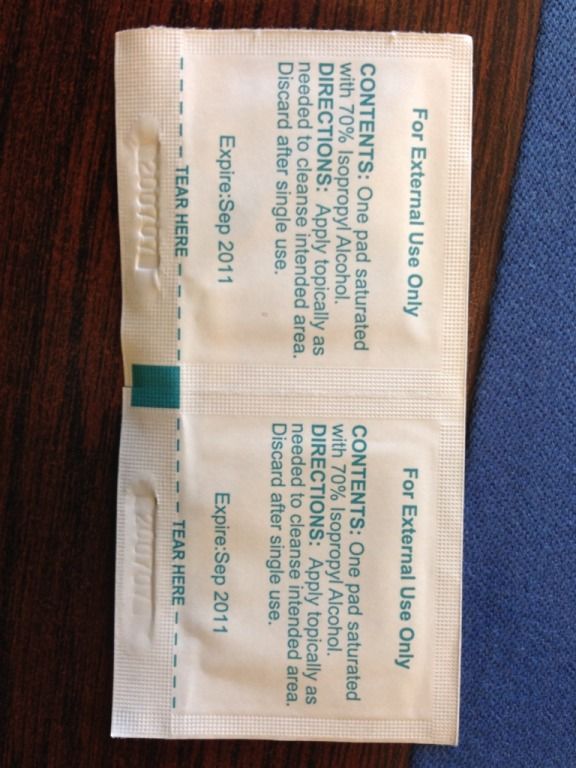 For External Use Only
CONTENTS: One pad saturated
with 70% Isopropyl Alcohol.
DIRECTIONS: Apply topically as
needed to cleanse intended area.
Discard after single use.
Expire:Sep 2011
TEAR HERE
For External Use Only
CONTENTS: One pad saturated
with 70% Isopropyl Alcohol.
DIRECTIONS: Apply topically as
needed to cleanse intended area.
Discard after single use.
Expire:Sep 2011
TEAR HERE